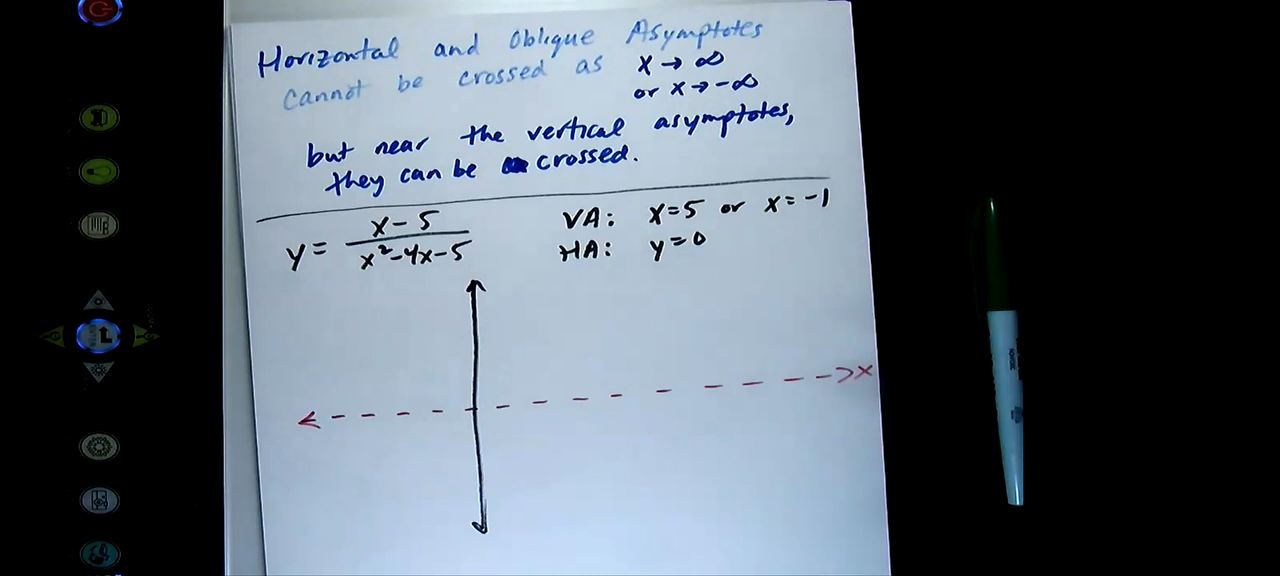 Horizontal and Oblique Asymptotes
cannot be crossed as x → ∞
or x → -∞
but near the vertical asymptotes,
they can be crossed.
y = (x - 5)/(x² - 4x - 5)
VA: x = 5 or x = -1
HA: y = 0
x